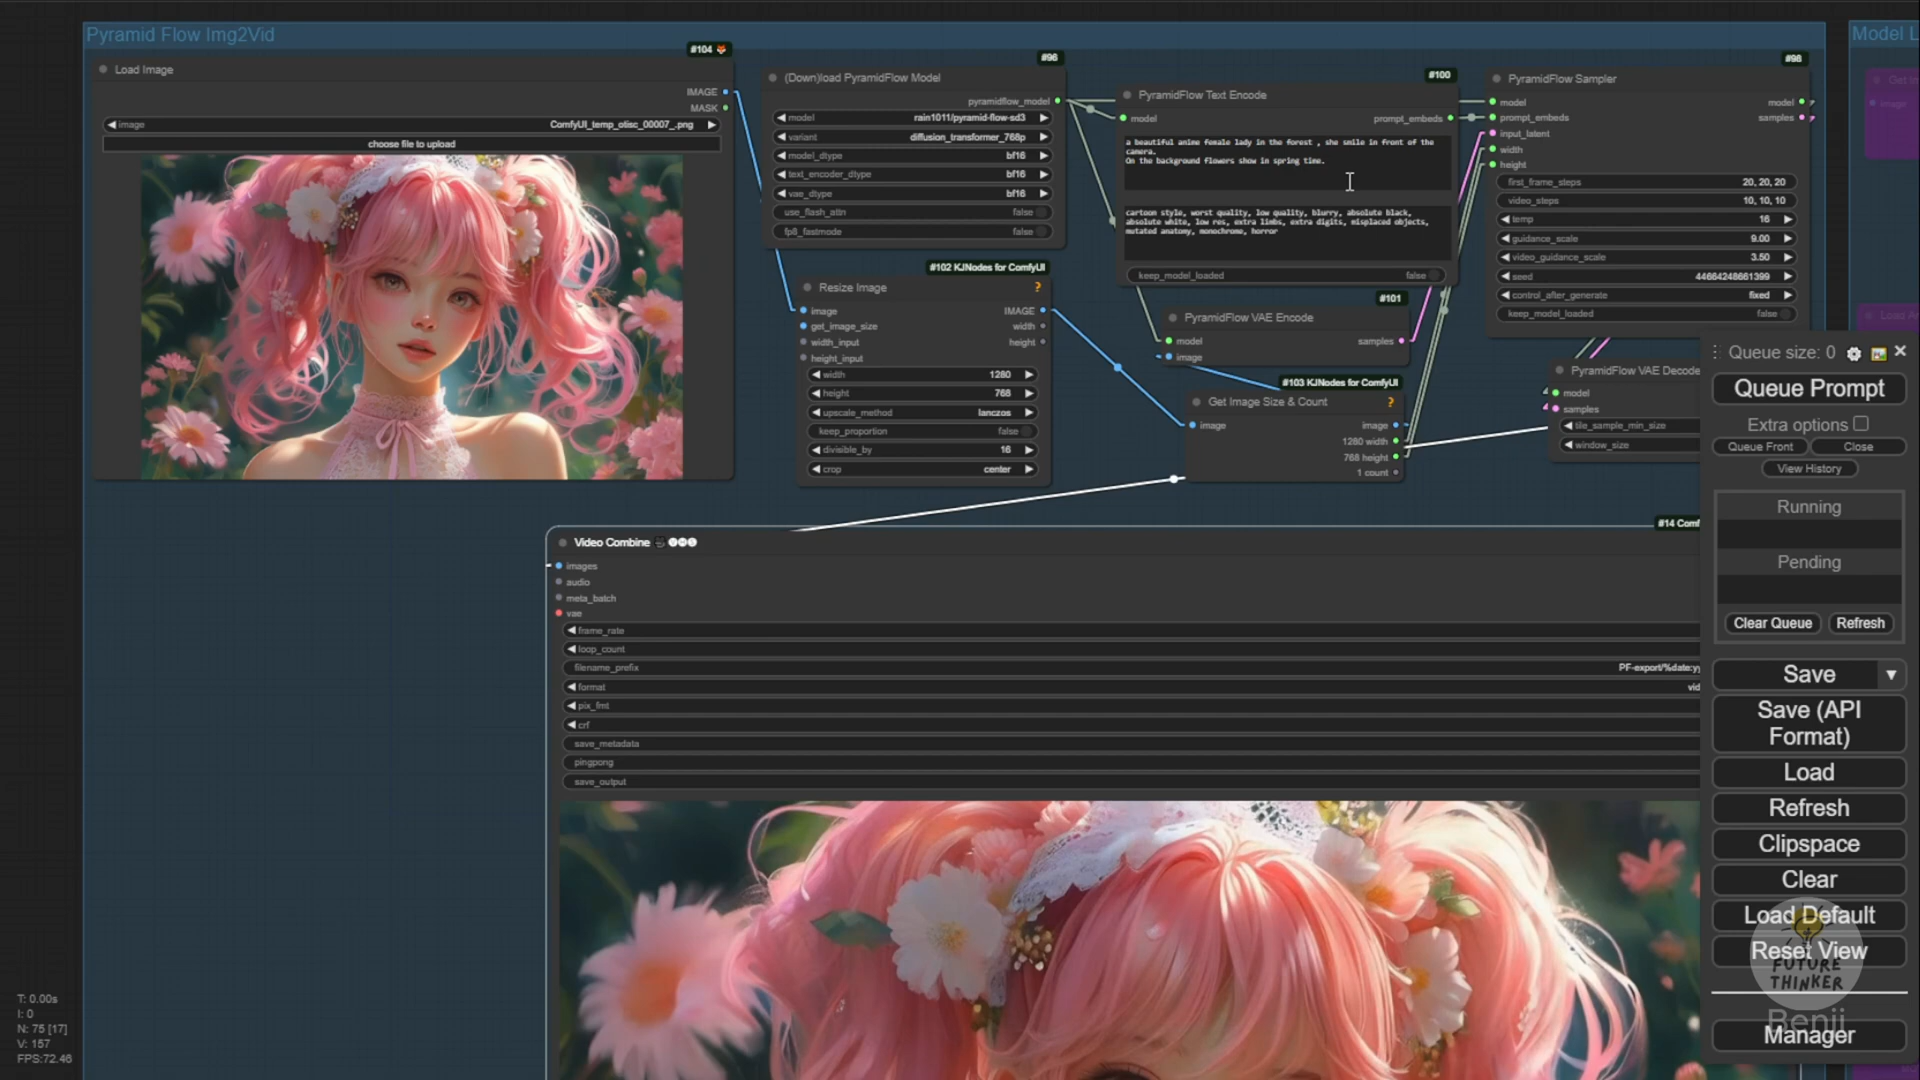 Pyramid Flow Img2Vid
#104
Load Image
IMAGE
MASK
image
ComfyUI_temp_otisc_00007_.png
choose file to upload
#96
(Down)load PyramidFlow Model
pyramidflow_model
model
rain1011/pyramid-flow-sd3
variant
diffusion_transformer_768p
model_dtype
bf16
text_encoder_dtype
bf16
vae_dtype
bf16
use_flash_attn
false
fp8_fastmode
false
#102 KJNodes for ComfyUI
Resize Image
?
image
IMAGE
get_image_size
width
width_input
height
height_input
width
1280
height
768
upscale_method
lanczos
keep_proportion
false
divisible_by
16
crop
center
#100
PyramidFlow Text Encode
model
prompt_embeds
a beautiful anime female lady in the forest , she smile in front of the
camera.
On the background flowers show in spring time.
cartoon style, worst quality, low quality, blurry, absolute black,
absolute white, low res, extra limbs, extra digits, misplaced objects,
mutated anatomy, monochrome, horror
keep_model_loaded
false
#101
PyramidFlow VAE Encode
model
samples
image
#103 KJNodes for ComfyUI
Get Image Size & Count
?
image
image
1280 width
768 height
1 count
#98
PyramidFlow Sampler
model
model
prompt_embeds
samples
input_latent
width
height
first_frame_steps
20, 20, 20
video_steps
10, 10, 10
temp
16
guidance_scale
9.00
video_guidance_scale
3.50
seed
44684248661399
control_after_generate
fixed
keep_model_loaded
false
PyramidFlow VAE Decode
model
samples
tile_sample_min_size
window_size
Model L
Get In
image
#14 Comf
Video Combine
images
audio
meta_batch
vae
frame_rate
loop_count
filename_prefix
PF-export/%date:yy
format
vid
pix_fmt
crf
save_metadata
pingpong
save_output
Queue size: 0
Queue Prompt
Extra options
Queue Front
Close
View History
Running
Pending
Clear Queue
Refresh
Save
Save (API
Format)
Load
Refresh
Clipspace
Clear
Load Default
Reset View
FUTURE
THINKER
Benji
Manager
T: 0.00s
I: 0
N: 75 [17]
V: 157
FPS:72.46